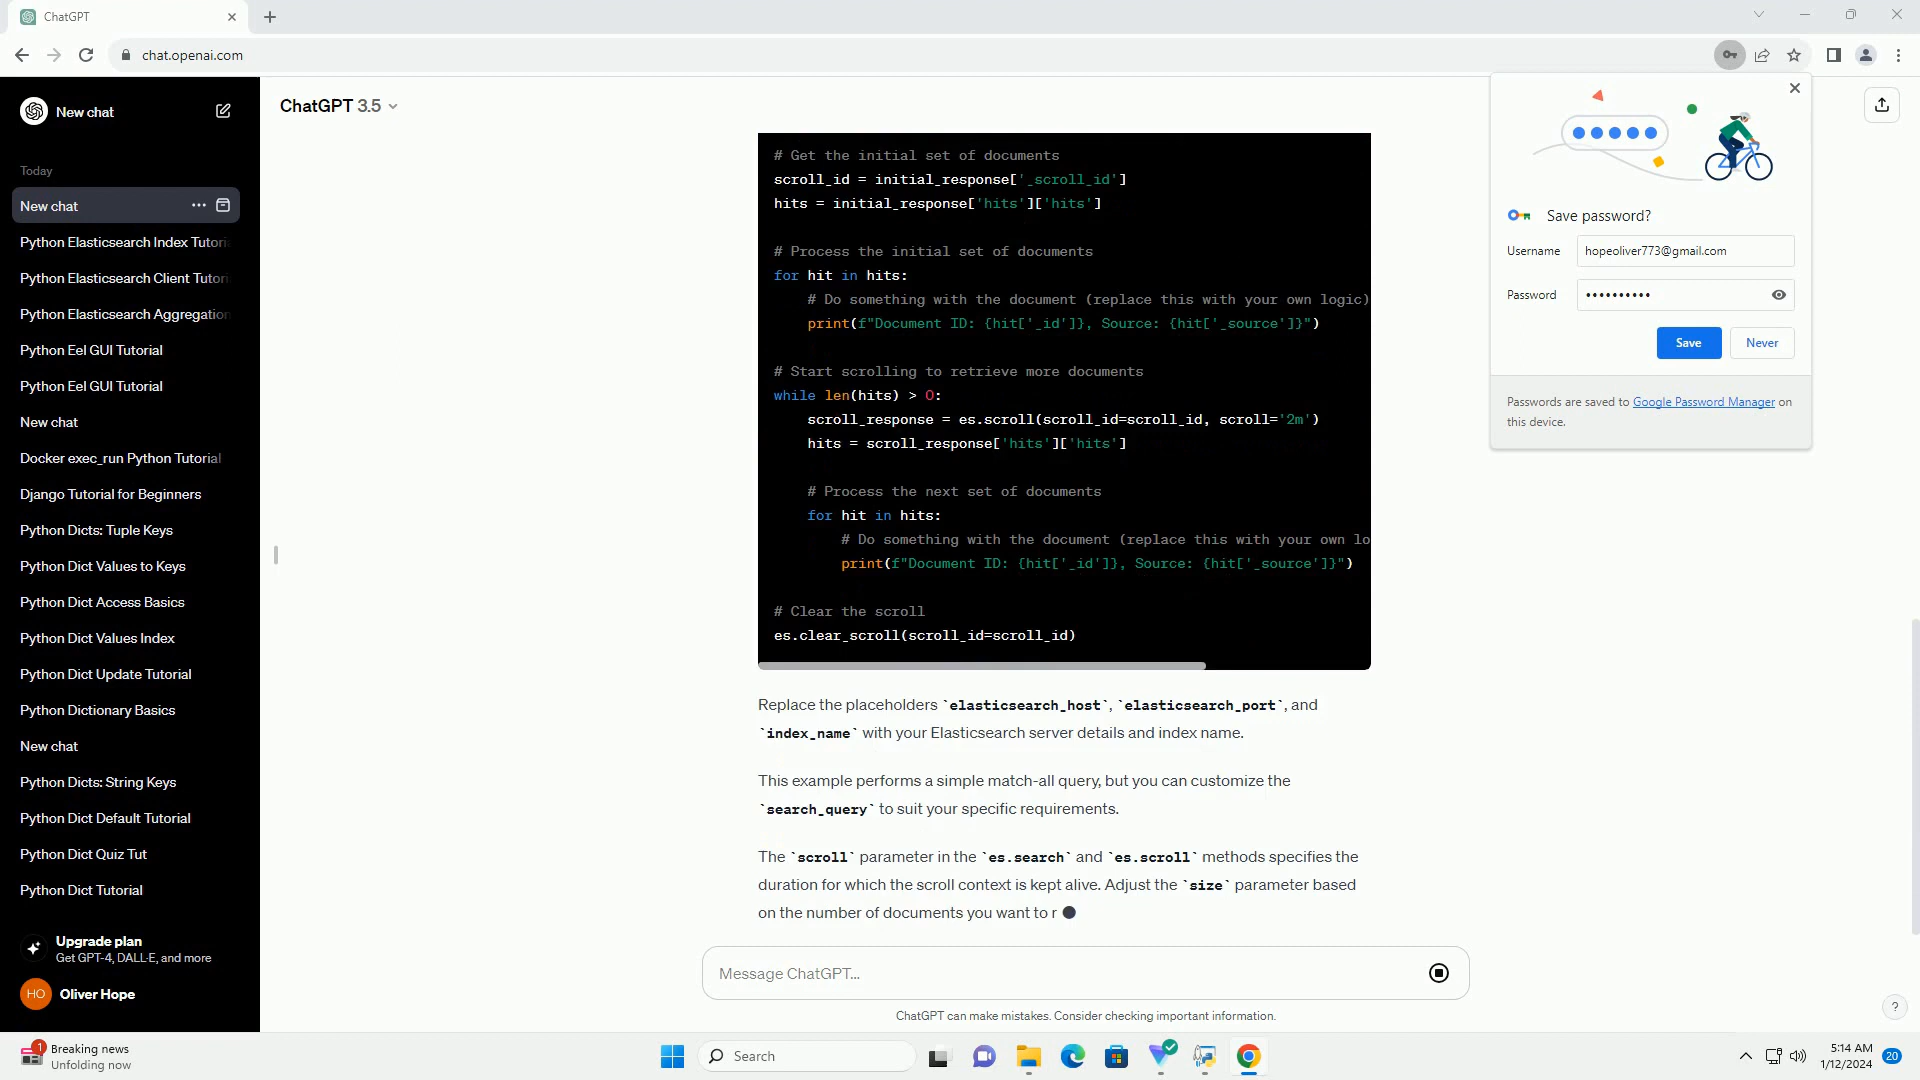 ChatGPT
chat.openai.com
New chat
Today
New chat
Python Elasticsearch Index Tutori
Python Elasticsearch Client Tutori
Python Elasticsearch Aggregation
Python Eel GUI Tutorial
Python Eel GUI Tutorial
New chat
Docker exec_run Python Tutorial
Django Tutorial for Beginners
Python Dicts: Tuple Keys
Python Dict Values to Keys
Python Dict Access Basics
Python Dict Values Index
Python Dict Update Tutorial
Python Dictionary Basics
New chat
Python Dicts: String Keys
Python Dict Default Tutorial
Python Dict Quiz Tut
Python Dict Tutorial
Upgrade plan
Get GPT-4, DALL·E, and more
HO Oliver Hope
ChatGPT 3.5
# Get the initial set of documents
scroll_id = initial_response['_scroll_id']
hits = initial_response['hits']['hits']
# Process the initial set of documents
for hit in hits:
# Do something with the document (replace this with your own logic)
print(f"Document ID: {hit['_id']}, Source: {hit['_source']}")
# Start scrolling to retrieve more documents
while len(hits) > 0:
scroll_response = es.scroll(scroll_id=scroll_id, scroll='2m')
hits = scroll_response['hits']['hits']
# Process the next set of documents
for hit in hits:
# Do something with the document (replace this with your own lo
print(f"Document ID: {hit['_id']}, Source: {hit['_source']}")
# Clear the scroll
es.clear_scroll(scroll_id=scroll_id)
Replace the placeholders `elasticsearch_host`, `elasticsearch_port`, and
`index_name` with your Elasticsearch server details and index name.
This example performs a simple match-all query, but you can customize the
`search_query` to suit your specific requirements.
The `scroll` parameter in the `es.search` and `es.scroll` methods specifies the
duration for which the scroll context is kept alive. Adjust the `size` parameter based
on the number of documents you want to r
Message ChatGPT...
ChatGPT can make mistakes. Consider checking important information.
?
Save password?
Username hopeoliver773@gmail.com
Password ••••••••••
Save Never
Passwords are saved to Google Password Manager on
this device.
1 Breaking news
Unfolding now
Search
5:14 AM
1/12/2024
20